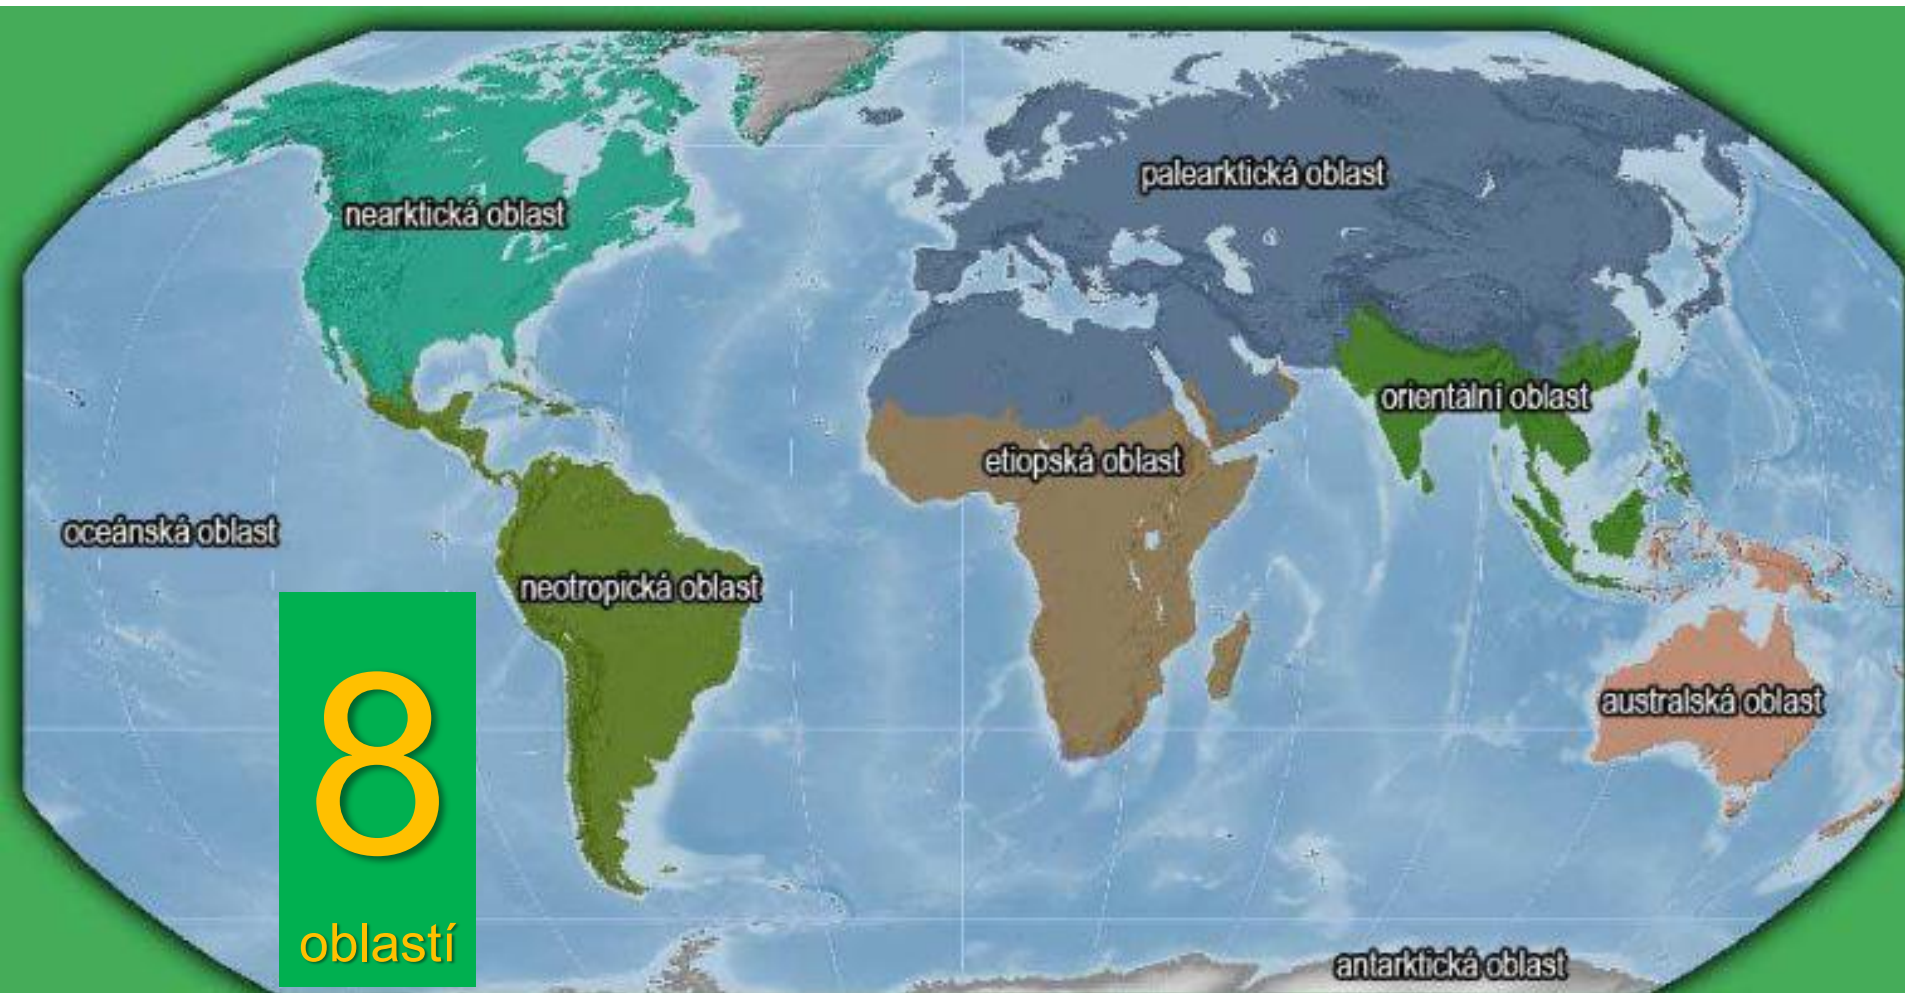 palearktická oblast
nearktická oblast
orientální oblast
etiopská oblast
oceánská oblast
neotropická oblast
australská oblast
8
oblastí
antarktická oblast